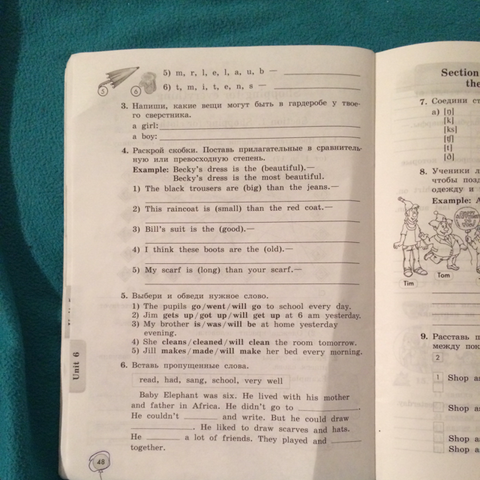 5) m, r, l, e, l, a, u, b —
6) t, m, i, t, e, n, s —
5
6
3. Напиши, какие вещи могут быть в гардеробе у твое-
го сверстника.
a girl:
a boy:
4. Раскрой скобки. Поставь прилагательные в сравнитель-
ную или превосходную степень.
Example: Becky's dress is the (beautiful).—
Becky's dress is the most beautiful.
1) The black trousers are (big) than the jeans.—
2) This raincoat is (small) than the red coat.—
3) Bill's suit is the (good).—
4) I think these boots are the (old).—
5) My scarf is (long) than your scarf.—
5. Выбери и обведи нужное слово.
1) The pupils go/went/will go to school every day.
2) Jim gets up/got up/will get up at 6 am yesterday.
3) My brother is/was/will be at home yesterday
evening.
4) She cleans/cleaned/will clean the room tomorrow.
5) Jill makes/made/will make her bed every morning.
6. Вставь пропущенные слова.
read, had, sang, school, very well
Baby Elephant was six. He lived with his mother
and father in Africa. He didn't go to
He couldn't and write. But he could draw
. He liked to draw scarves and hats.
He a lot of friends. They played and
together.
Unit 6
48
Section
the
7. Соедини
a) [ŋ]
[k]
[ks]
[tʃ]
[t]
[ð]
8. Ученики
чтобы
одежду и
Example:
Tim
Tom
9. Расставь
между
2
1 Shop
Shop
Shop
Shop